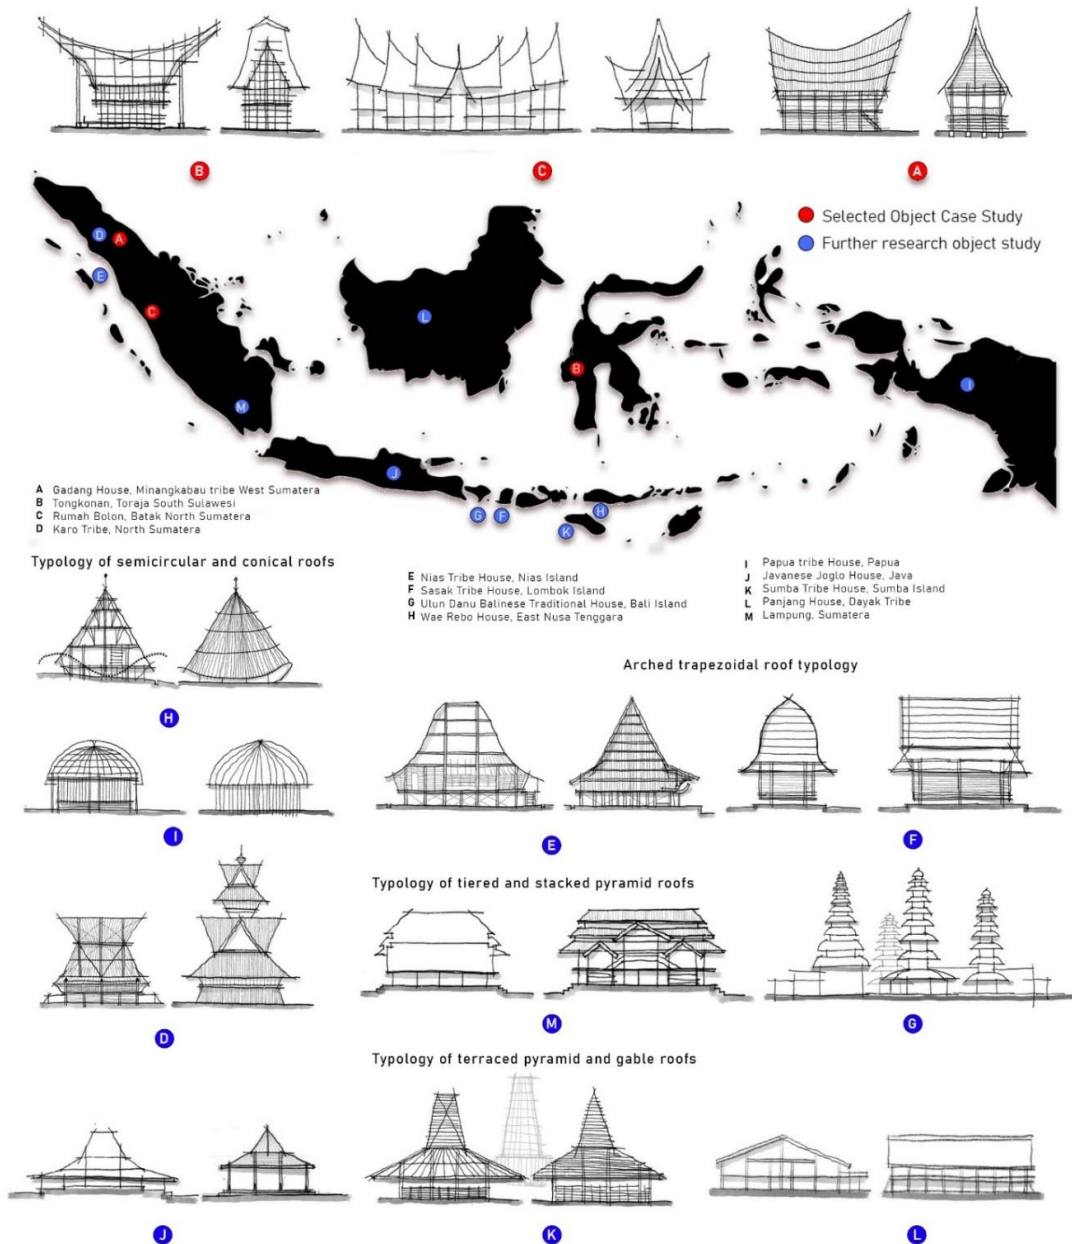 B
C
A
Selected Object Case Study
Further research object study
D
A
E
C
L
B
M
I
J
G
F
H
K
A Gadang House, Minangkabau tribe West Sumatera
B Tongkonan, Toraja South Sulawesi
C Rumah Bolon, Batak North Sumatera
D Karo Tribe, North Sumatera
E Nias Tribe House, Nias Island
F Sasak Tribe House, Lombok Island
G Ulun Danu Balinese Traditional House, Bali Island
H Wae Rebo House, East Nusa Tenggara
I Papua tribe House, Papua
J Javanese Joglo House, Java
K Sumba Tribe House, Sumba Island
L Panjang House, Dayak Tribe
M Lampung, Sumatera
Typology of semicircular and conical roofs
H
I
D
Arched trapezoidal roof typology
E
F
Typology of tiered and stacked pyramid roofs
M
G
Typology of terraced pyramid and gable roofs
J
K
L